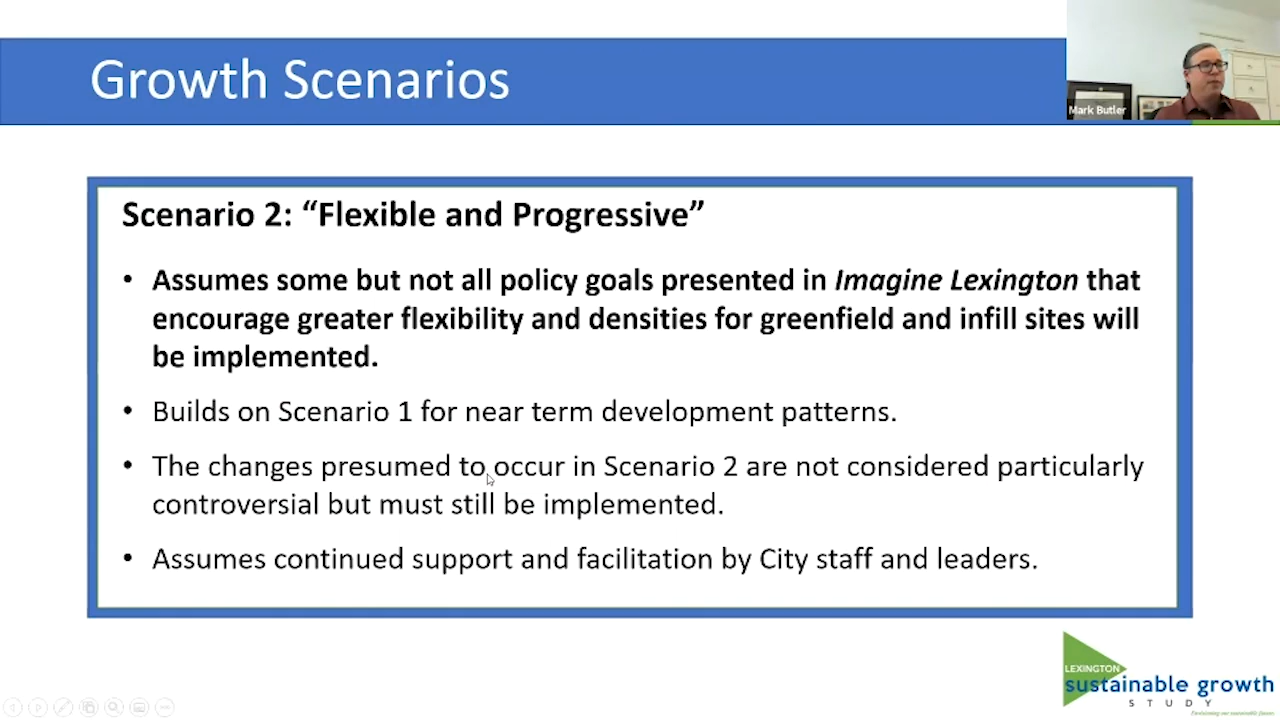 Growth Scenarios
Mark Butler
Scenario 2: “Flexible and Progressive”
• Assumes some but not all policy goals presented in Imagine Lexington that
encourage greater flexibility and densities for greenfield and infill sites will
be implemented.
• Builds on Scenario 1 for near term development patterns.
• The changes presumed to occur in Scenario 2 are not considered particularly
controversial but must still be implemented.
• Assumes continued support and facilitation by City staff and leaders.
LEXINGTON
sustainable growth
STUDY